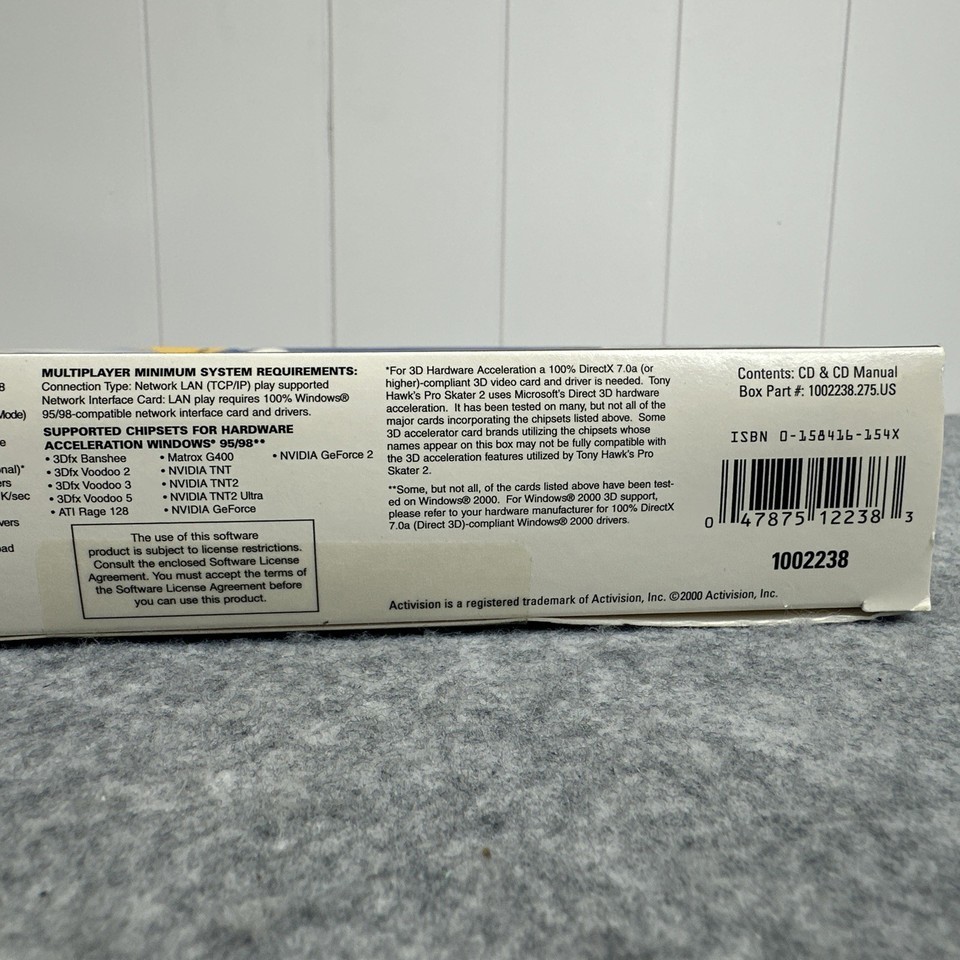 8
Mode)
e
onal)*
ers
K/sec
vers
oad
MULTIPLAYER MINIMUM SYSTEM REQUIREMENTS:
Connection Type: Network LAN (TCP/IP) play supported
Network Interface Card: LAN play requires 100% Windows®
95/98-compatible network interface card and drivers.
SUPPORTED CHIPSETS FOR HARDWARE
ACCELERATION WINDOWS® 95/98**
• 3Dfx Banshee
• 3Dfx Voodoo 2
• 3Dfx Voodoo 3
• 3Dfx Voodoo 5
• ATI Rage 128
• Matrox G400
• NVIDIA TNT
• NVIDIA TNT2
• NVIDIA TNT2 Ultra
• NVIDIA GeForce
• NVIDIA GeForce 2
The use of this software
product is subject to license restrictions.
Consult the enclosed Software License
Agreement. You must accept the terms of
the Software License Agreement before
you can use this product.
*For 3D Hardware Acceleration a 100% DirectX 7.0a (or
higher)-compliant 3D video card and driver is needed. Tony
Hawk's Pro Skater 2 uses Microsoft's Direct 3D hardware
acceleration. It has been tested on many, but not all of the
major cards incorporating the chipsets listed above. Some
3D accelerator card brands utilizing the chipsets whose
names appear on this box may not be fully compatible with
the 3D acceleration features utilized by Tony Hawk's Pro
Skater 2.
**Some, but not all, of the cards listed above have been test-
ed on Windows® 2000. For Windows® 2000 3D support,
please refer to your hardware manufacturer for 100% DirectX
7.0a (Direct 3D)-compliant Windows® 2000 drivers.
Activision is a registered trademark of Activision, Inc. ©2000 Activision, Inc.
Contents: CD & CD Manual
Box Part #: 1002238.275.US
ISBN 0-158416-154X
0 47875 12238 3
1002238